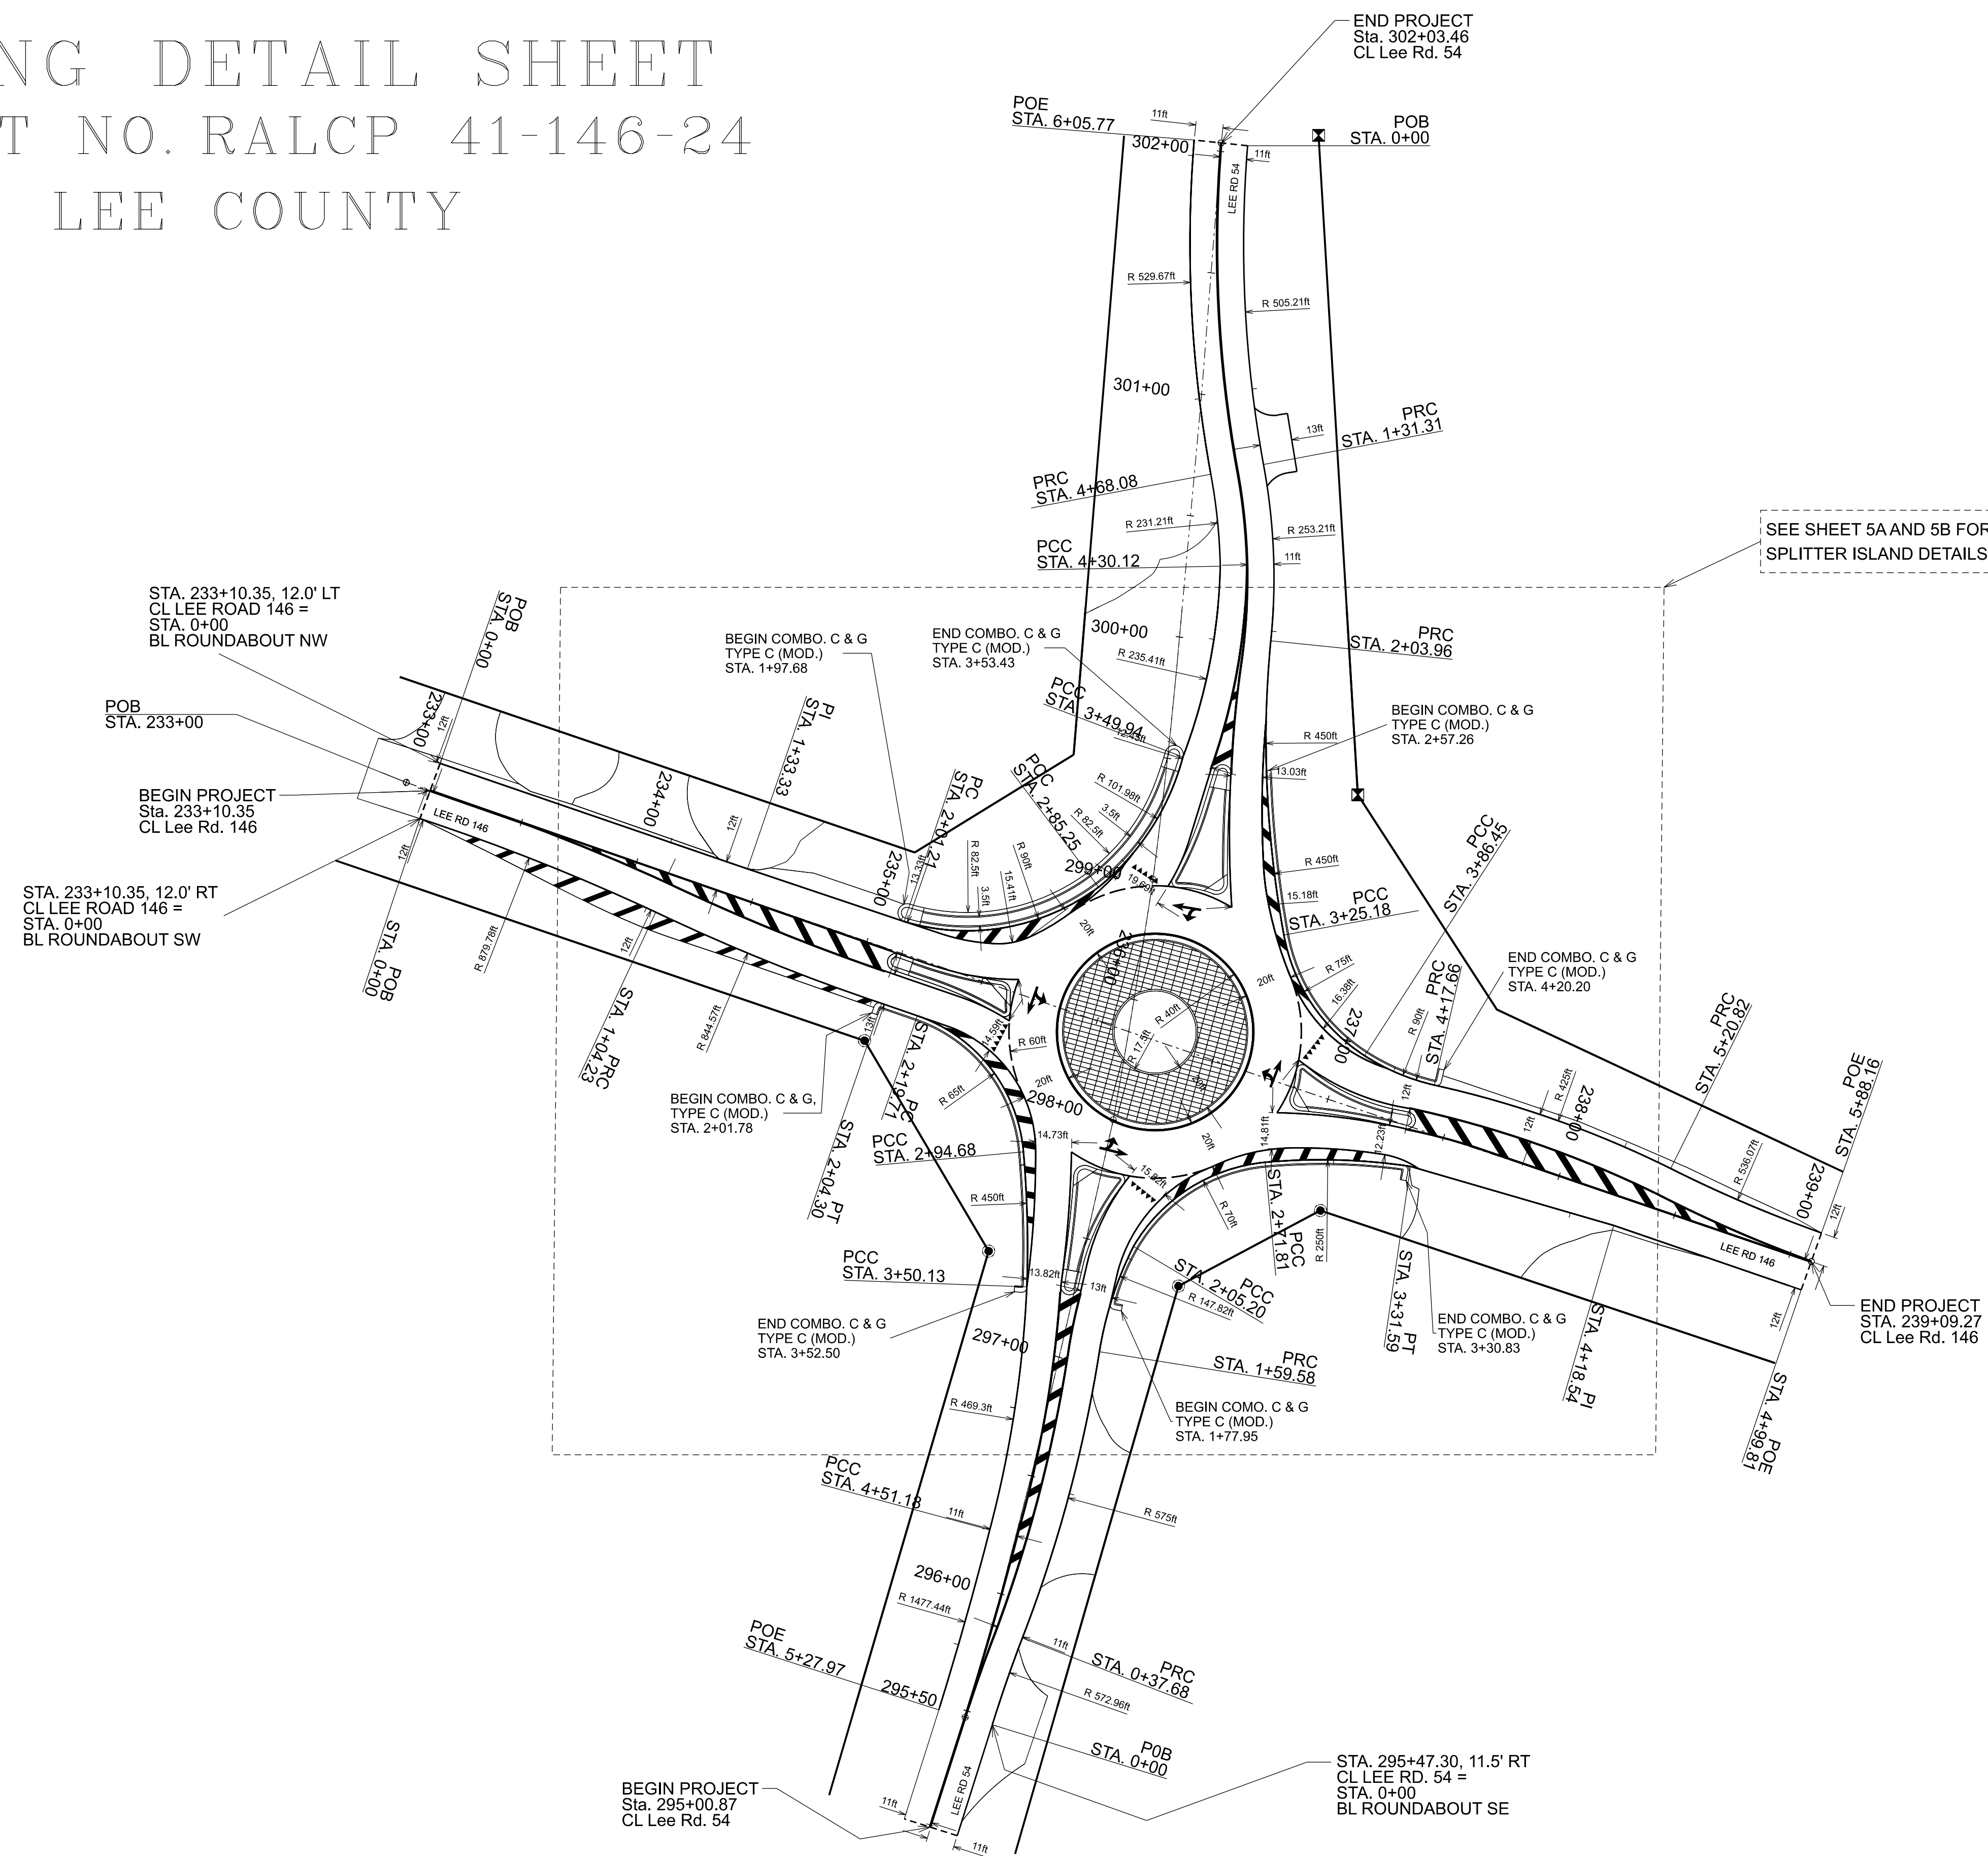 NG DETAIL SHEET
T NO. RALCP 41-146-24
LEE COUNTY
END PROJECT
Sta. 302+03.46
CL Lee Rd. 54
POE
STA. 6+05.77
11ft
302+00
11ft
LEE RD 54
POB
STA. 0+00
R 529.67ft
R 505.21ft
301+00
13ft
PRC
STA. 1+31.31
PRC
STA. 4+68.08
R 231.21ft
R 253.21ft
PCC
STA. 4+30.12
11ft
SEE SHEET 5A AND 5B FOR
SPLITTER ISLAND DETAILS
STA. 233+10.35, 12.0' LT
CL LEE ROAD 146 =
STA. 0+00
BL ROUNDABOUT NW
POB
STA. 0+00
BEGIN COMBO. C & G
TYPE C (MOD.)
STA. 1+97.68
END COMBO. C & G
TYPE C (MOD.)
STA. 3+53.43
300+00
R 235.41ft
PRC
STA. 2+03.96
POB
STA. 233+00
233+00
12ft
PI
STA. 1+33.33
PCC
STA. 3+49.94
12.43ft
BEGIN COMBO. C & G
TYPE C (MOD.)
STA. 2+57.26
R 450ft
13.03ft
BEGIN PROJECT
Sta. 233+10.35
CL Lee Rd. 146
LEE RD 146
12ft
234+00
12ft
PC
STA. 2+01.21
PCC
STA. 2+85.25
R 101.98ft
3.5ft
R 82.5ft
235+00
13.33ft
R 82.5ft
3.5ft
R 90ft
15.41ft
299+00
19.69ft
20ft
PCC
STA. 3+86.45
R 450ft
15.18ft
PCC
STA. 3+25.18
STA. 233+10.35, 12.0' RT
CL LEE ROAD 146 =
STA. 0+00
BL ROUNDABOUT SW
POB
STA. 0+00
R 879.78ft
12ft
PRC
STA. 1+04.23
R 844.57ft
236+00
20ft
R 75ft
16.38ft
237+00
R 90ft
PRC
STA. 4+17.66
END COMBO. C & G
TYPE C (MOD.)
STA. 4+20.20
PRC
STA. 5+20.82
POE
STA. 5+88.16
13ft
14.59ft
R 60ft
R 40ft
R 17.5ft
20ft
BEGIN COMBO. C & G,
TYPE C (MOD.)
STA. 2+01.78
PC
STA. 2+19.71
PT
STA. 2+04.30
R 65ft
20ft
298+00
12ft
R 425ft
238+00
12ft
R 536.07ft
PCC
STA. 2+94.68
14.73ft
20ft
14.81ft
12.23ft
15.82ft
R 70ft
R 450ft
PCC
STA. 2+71.81
R 250ft
239+00
12ft
LEE RD 146
PCC
STA. 3+50.13
13.82ft
13ft
PCC
STA. 2+05.20
R 147.82ft
PT
STA. 3+31.59
END COMBO. C & G
TYPE C (MOD.)
STA. 3+30.83
PI
STA. 4+18.54
12ft
END PROJECT
STA. 239+09.27
CL Lee Rd. 146
END COMBO. C & G
TYPE C (MOD.)
STA. 3+52.50
297+00
PRC
STA. 1+59.58
POE
STA. 4+99.81
R 469.3ft
BEGIN COMO. C & G
TYPE C (MOD.)
STA. 1+77.95
PCC
STA. 4+51.18
11ft
R 575ft
296+00
R 1477.44ft
POE
STA. 5+27.97
295+50
11ft
PRC
STA. 0+37.68
R 572.96ft
P0B
STA. 0+00
STA. 295+47.30, 11.5' RT
CL LEE RD. 54 =
STA. 0+00
BL ROUNDABOUT SE
BEGIN PROJECT
Sta. 295+00.87
CL Lee Rd. 54
11ft
LEE RD 54
11ft